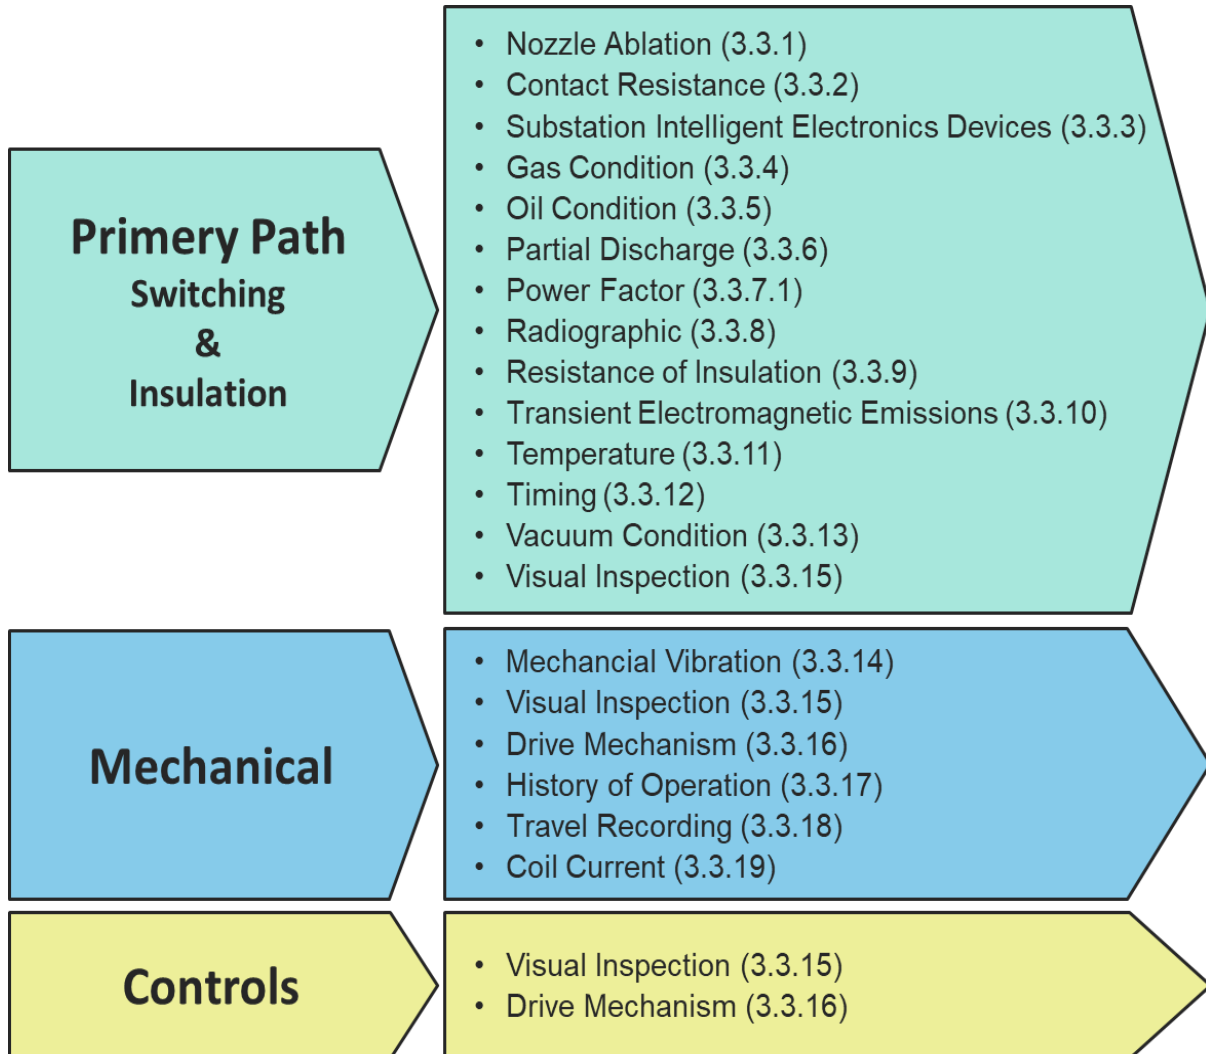 Primery Path
Switching
&
Insulation
• Nozzle Ablation (3.3.1)
• Contact Resistance (3.3.2)
• Substation Intelligent Electronics Devices (3.3.3)
• Gas Condition (3.3.4)
• Oil Condition (3.3.5)
• Partial Discharge (3.3.6)
• Power Factor (3.3.7.1)
• Radiographic (3.3.8)
• Resistance of Insulation (3.3.9)
• Transient Electromagnetic Emissions (3.3.10)
• Temperature (3.3.11)
• Timing (3.3.12)
• Vacuum Condition (3.3.13)
• Visual Inspection (3.3.15)
Mechanical
• Mechancial Vibration (3.3.14)
• Visual Inspection (3.3.15)
• Drive Mechanism (3.3.16)
• History of Operation (3.3.17)
• Travel Recording (3.3.18)
• Coil Current (3.3.19)
Controls
• Visual Inspection (3.3.15)
• Drive Mechanism (3.3.16)